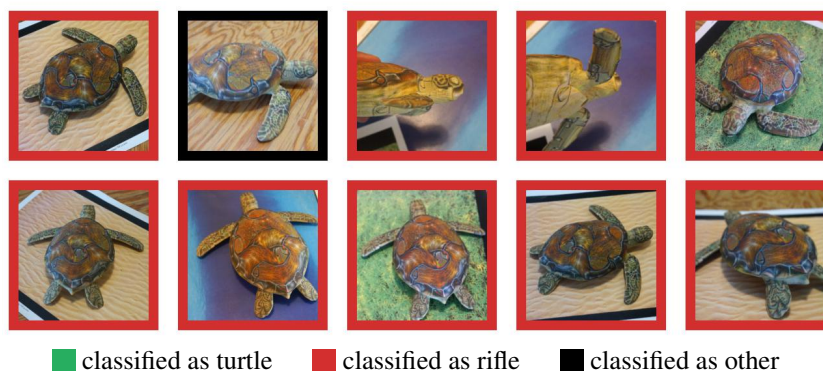 classified as turtle classified as rifle classified as other